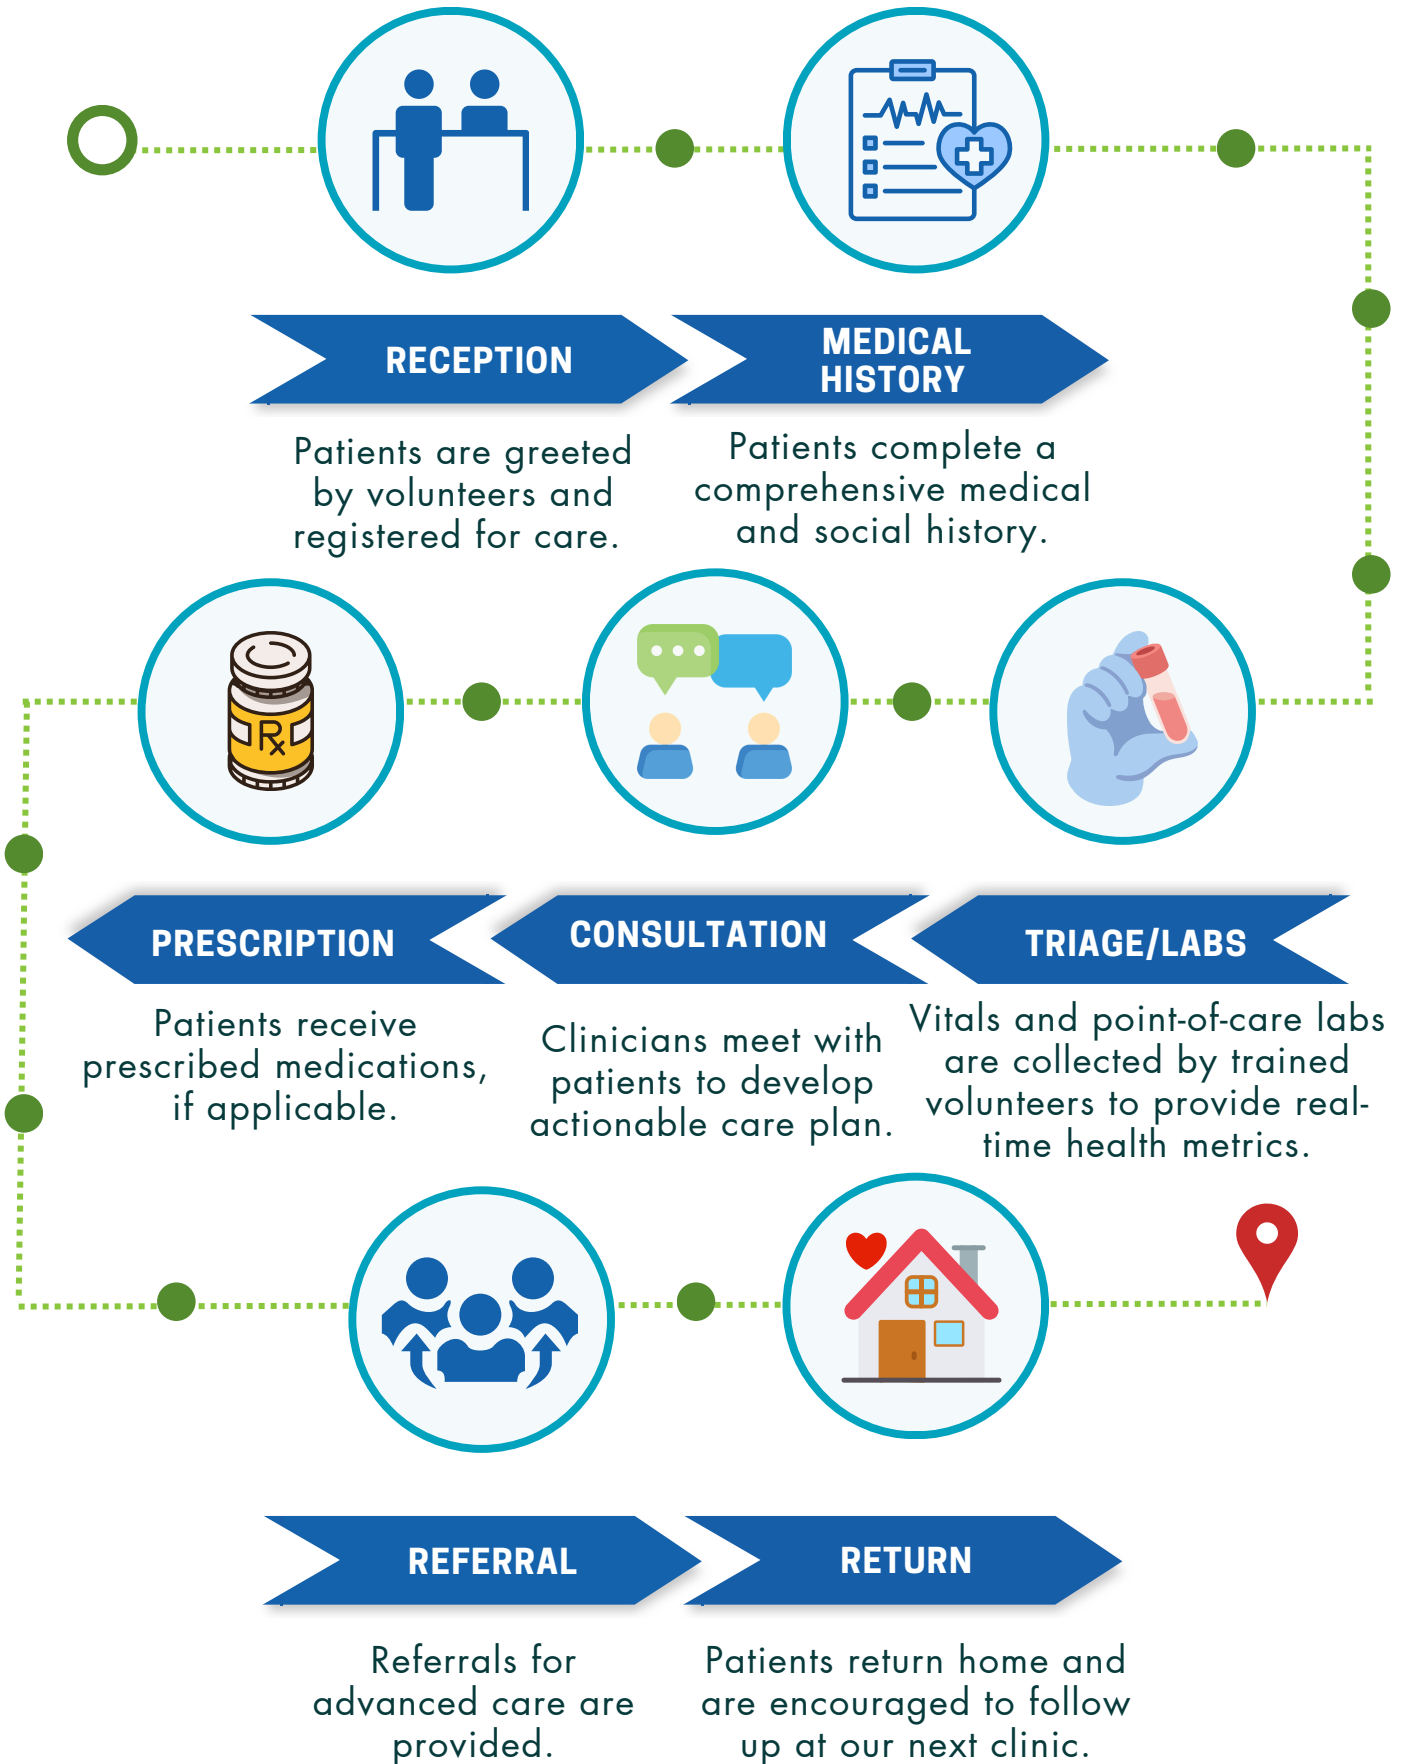 RECEPTION
Patients are greeted
by volunteers and
registered for care.
MEDICAL
HISTORY
Patients complete a
comprehensive medical
and social history.
TRIAGE/LABS
Vitals and point-of-care labs
are collected by trained
volunteers to provide real-
time health metrics.
CONSULTATION
Clinicians meet with
patients to develop
actionable care plan.
Rx
PRESCRIPTION
Patients receive
prescribed medications,
if applicable.
REFERRAL
Referrals for
advanced care are
provided.
RETURN
Patients return home and
are encouraged to follow
up at our next clinic.